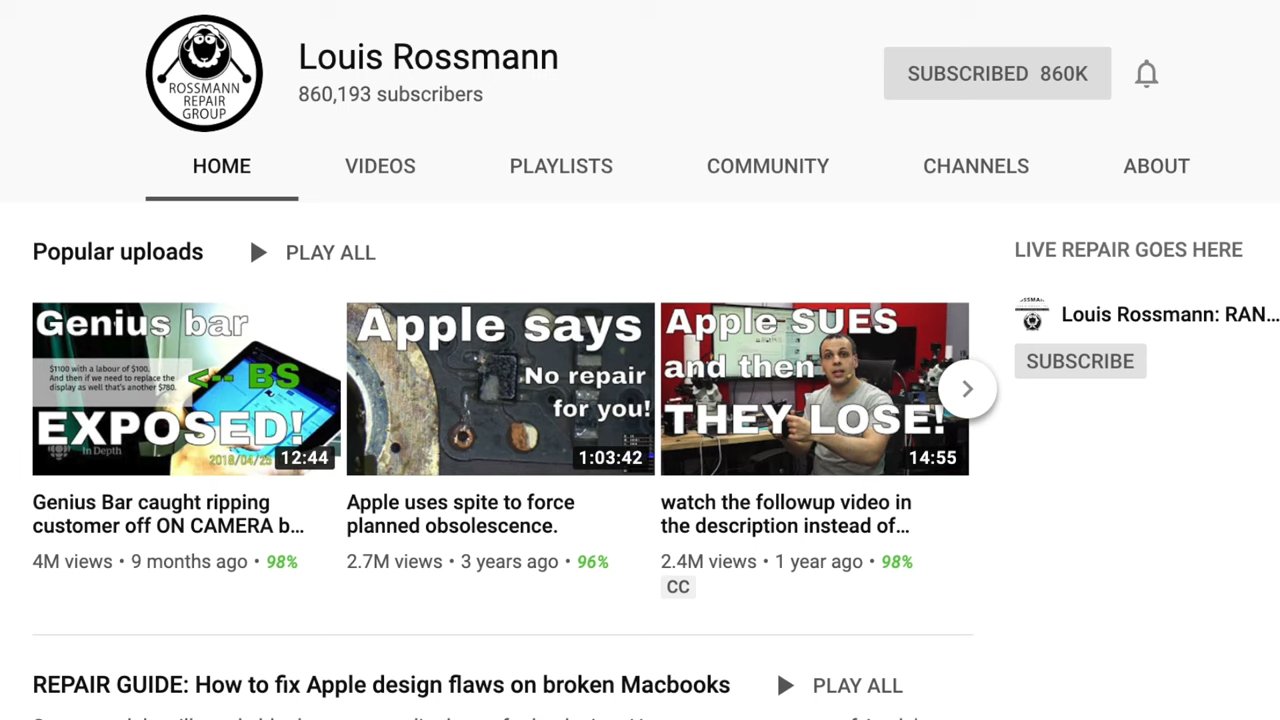 ROSSMANN
REPAIR
GROUP
Louis Rossmann
860,193 subscribers
SUBSCRIBED 860K
HOME VIDEOS PLAYLISTS COMMUNITY CHANNELS ABOUT
Popular uploads PLAY ALL
LIVE REPAIR GOES HERE
Genius bar
$1100 with a labour of $100.
And then if we need to replace the
display as well that's another $780.
<-- BS
EXPOSED!
In Depth
2018/04/25
12:44
Apple says
No repair
for you!
1:03:42
Apple SUES
and then
THEY LOSE!
14:55
Louis Rossmann: RAN...
SUBSCRIBE
Genius Bar caught ripping
customer off ON CAMERA b...
4M views • 9 months ago • 98%
Apple uses spite to force
planned obsolescence.
2.7M views • 3 years ago • 96%
watch the followup video in
the description instead of...
2.4M views • 1 year ago • 98%
CC
REPAIR GUIDE: How to fix Apple design flaws on broken Macbooks PLAY ALL